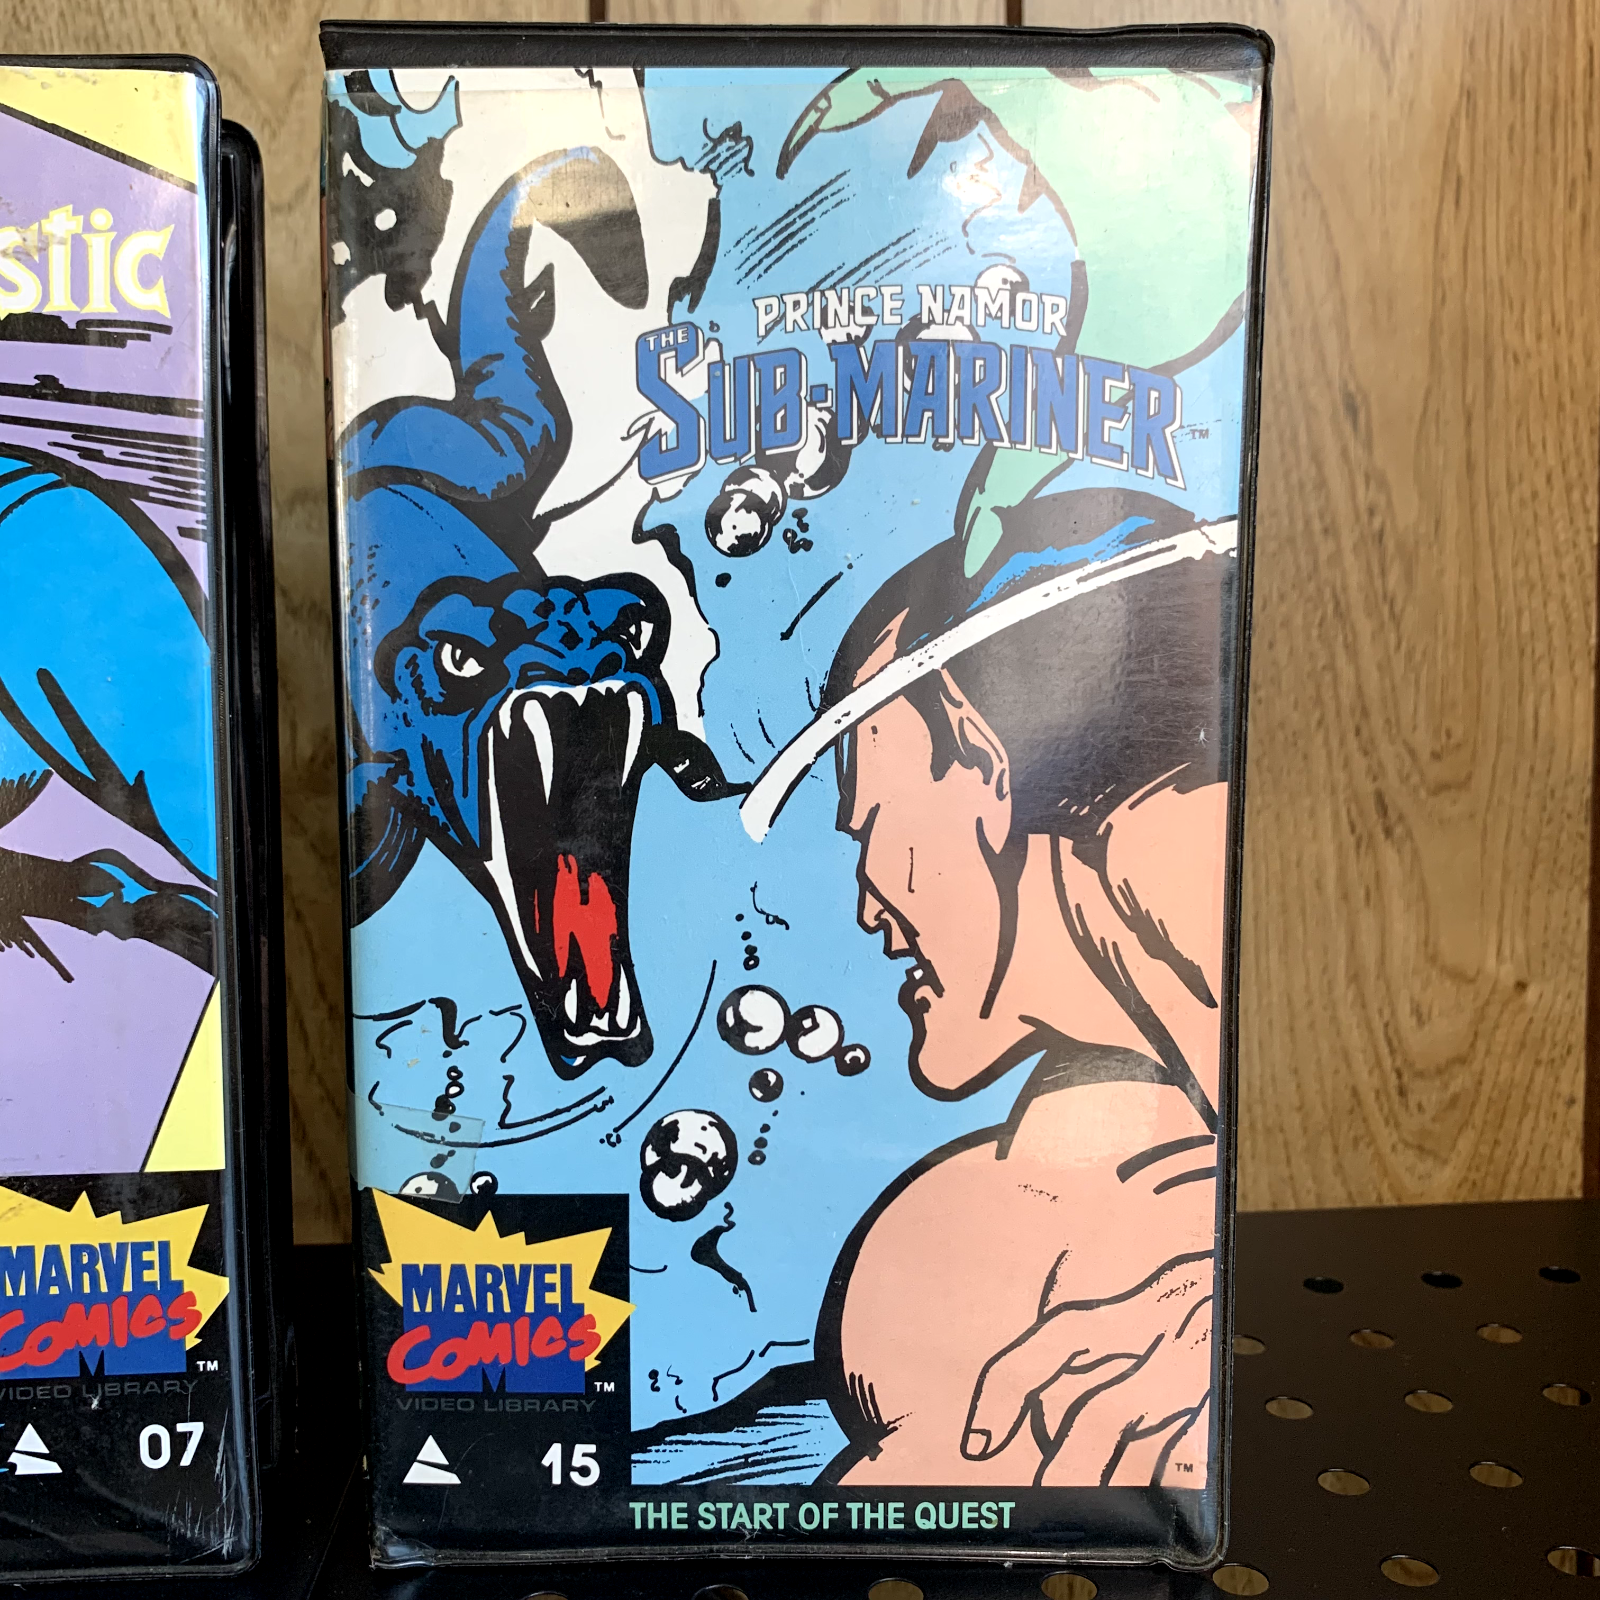 stic
MARVEL
COMICS
TM
VIDEO LIBRARY
07
PRINCE NAMOR
THE
SUB-MARINER
TM
MARVEL
COMICS
TM
VIDEO LIBRARY
15
TM
THE START OF THE QUEST